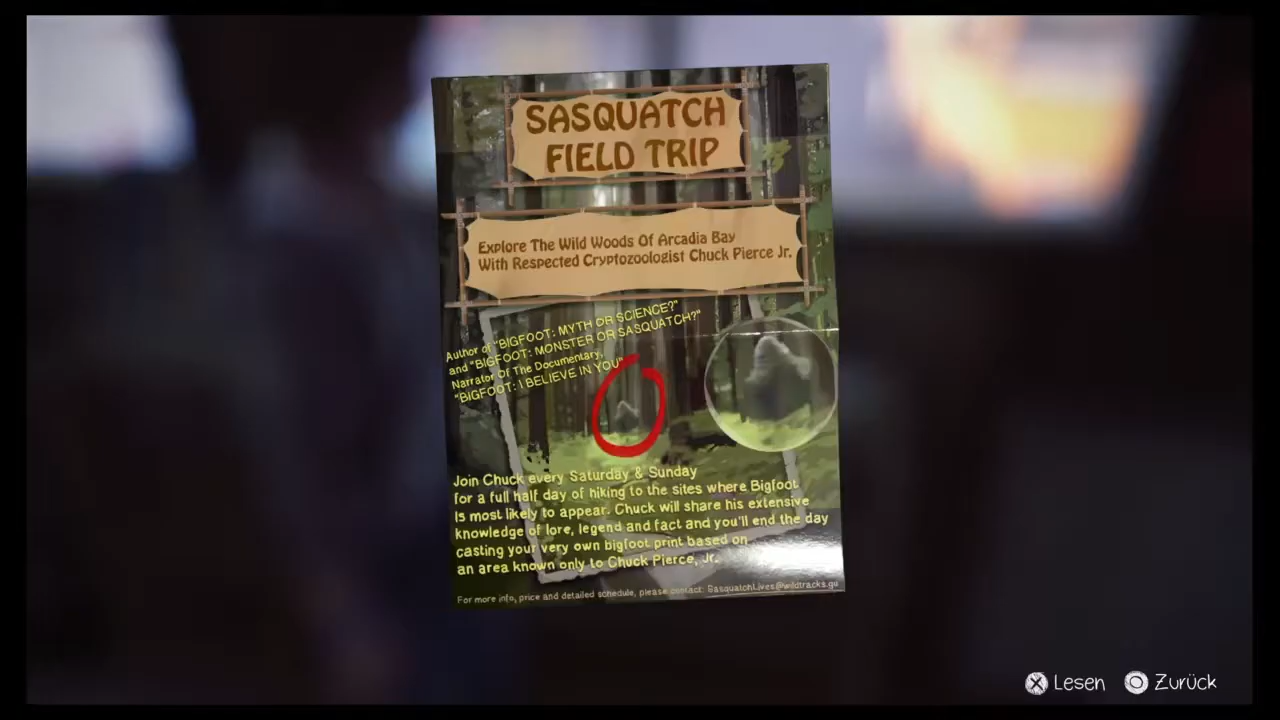 SASQUATCH
FIELD TRIP
Explore The Wild Woods Of Arcadia Bay
With Respected Cryptozoologist Chuck Pierce Jr.
Author of "BIGFOOT: MYTH OR SCIENCE?"
and "BIGFOOT: MONSTER OR SASQUATCH?"
Narrator Of The Documentary,
"BIGFOOT: I BELIEVE IN YOU"
Join Chuck every Saturday & Sunday
for a full half day of hiking to the sites where Bigfoot
Is most likely to appear. Chuck will share his extensive
knowledge of lore, legend and fact and you'll end the day
casting your very own bigfoot print based on
an area known only to Chuck Pierce, Jr.
For more info, price and detailed schedule, please contact: SasquatchLives@wildtracks.gu
Lesen
Zurück